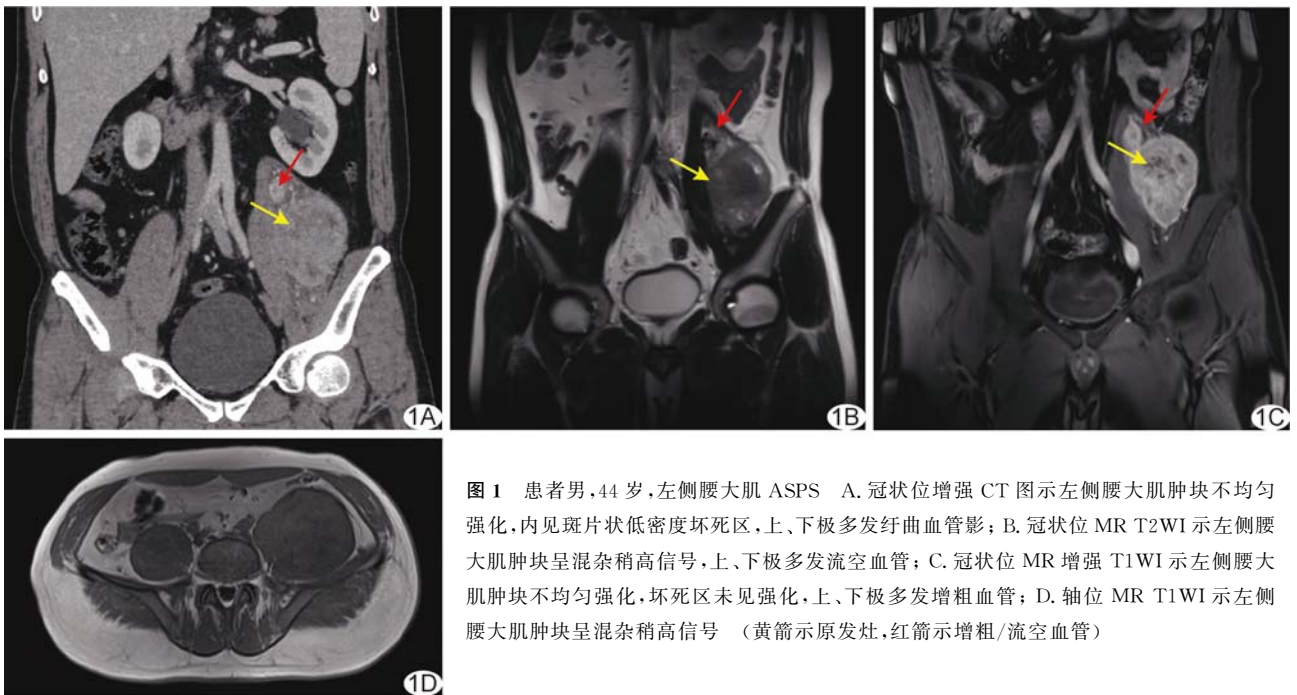 1A
1B
1C
1D
图1 患者男,44岁,左侧腰大肌 ASPS A. 冠状位增强 CT 图示左侧腰大肌肿块不均匀
强化,内见斑片状低密度坏死区,上、下极多发纡曲血管影; B. 冠状位 MR T2WI 示左侧腰
大肌肿块呈混杂稍高信号,上、下极多发流空血管; C. 冠状位 MR 增强 T1WI 示左侧腰大
肌肿块不均匀强化,坏死区未见强化,上、下极多发增粗血管; D. 轴位 MR T1WI 示左侧
腰大肌肿块呈混杂稍高信号 (黄箭示原发灶,红箭示增粗/流空血管)